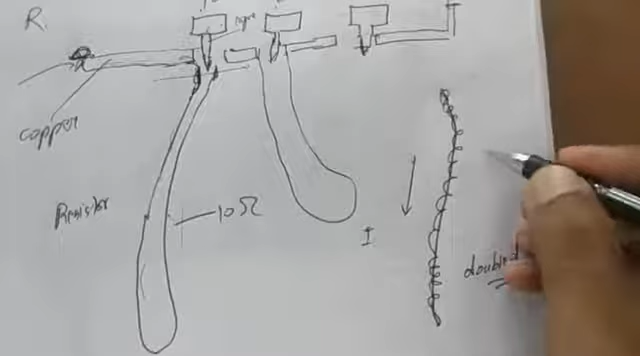 R
copper
Resistor
10Ω
I
doubled